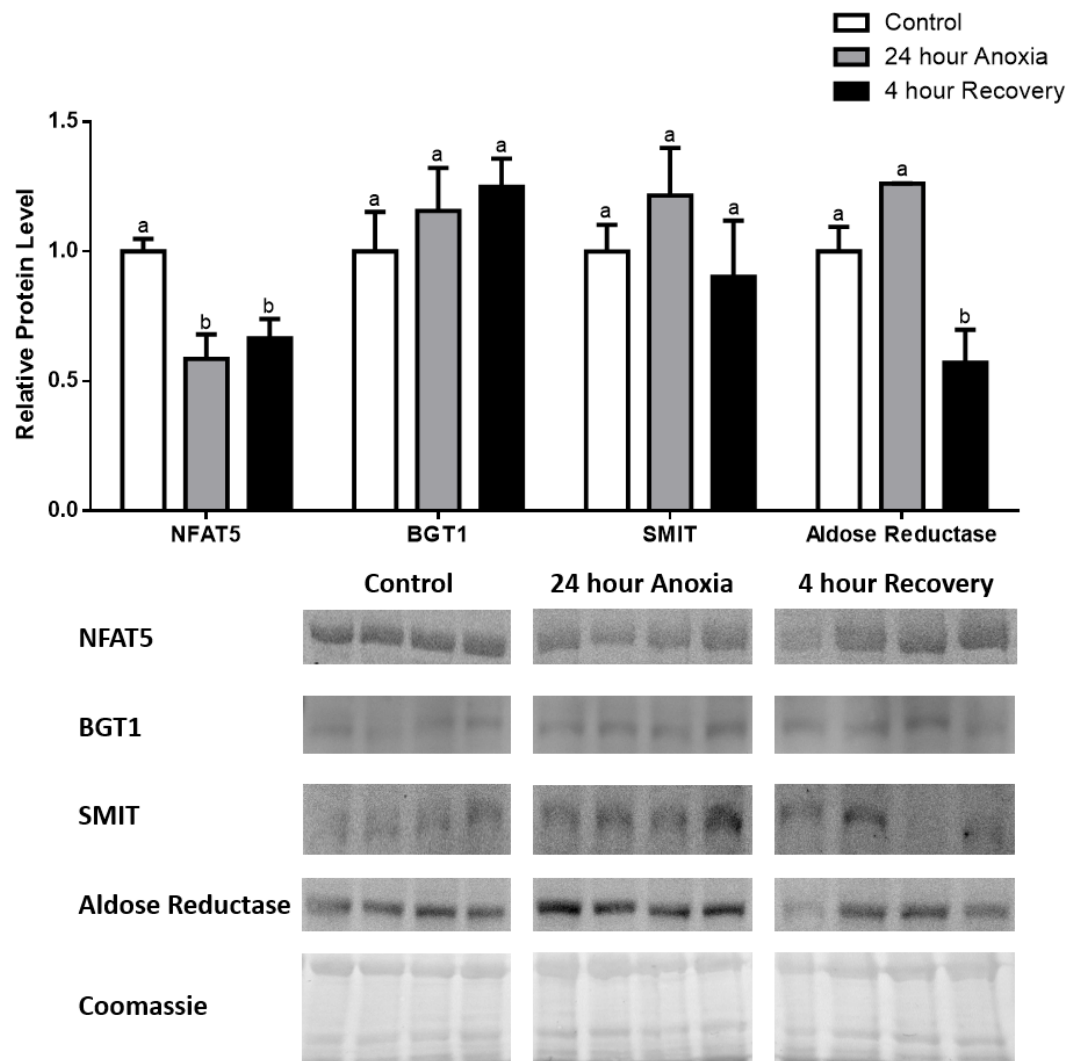 Control
24 hour Anoxia
4 hour Recovery
Relative Protein Level
1.5
1.0
0.5
0.0
a
b
b
a
a
a
a
a
a
a
a
b
NFAT5
BGT1
SMIT
Aldose Reductase
Control 24 hour Anoxia 4 hour Recovery
NFAT5
BGT1
SMIT
Aldose Reductase
Coomassie